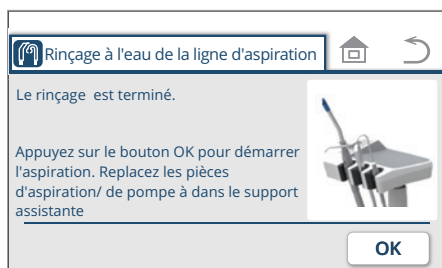 Rinçage à l'eau de la ligne d'aspiration
Le rinçage est terminé.
Appuyez sur le bouton OK pour démarrer
l'aspiration. Replacez les pièces
d'aspiration/ de pompe à dans le support
assistante
OK